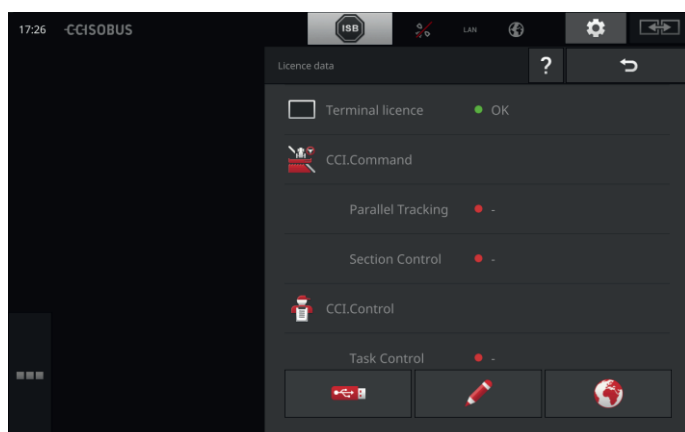 17:26 CCISOBUS ISB LAN
Licence data ?
Terminal licence OK
CCI.Command
Parallel Tracking -
Section Control -
CCI.Control
Task Control -